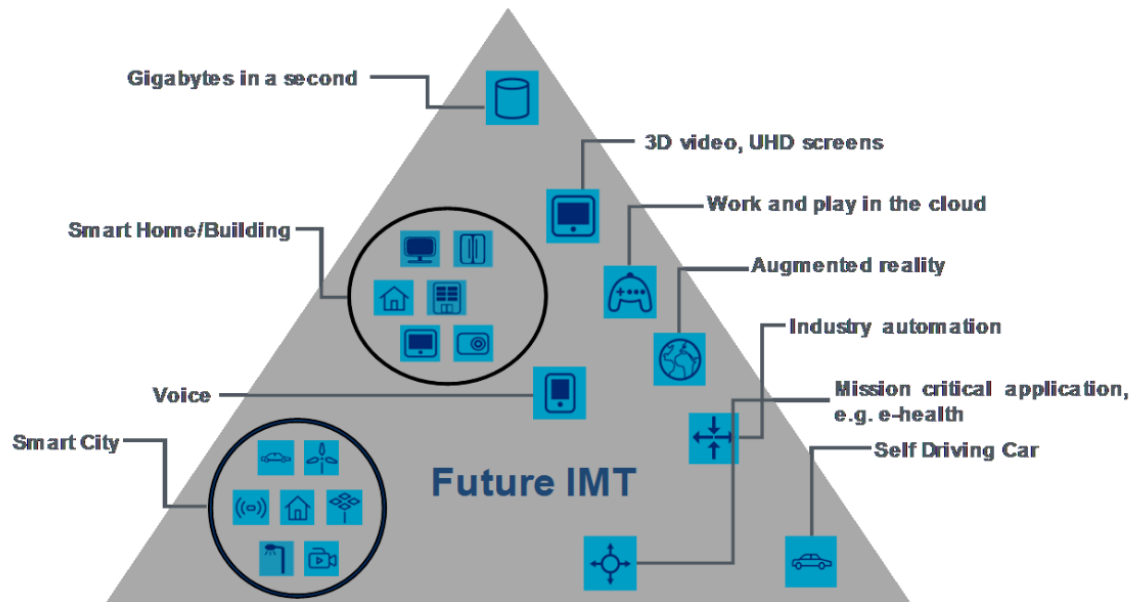 Gigabytes in a second
3D video, UHD screens
Work and play in the cloud
Smart Home/Building
Augmented reality
Industry automation
Voice
Mission critical application,
e.g. e-health
Smart City
Self Driving Car
Future IMT